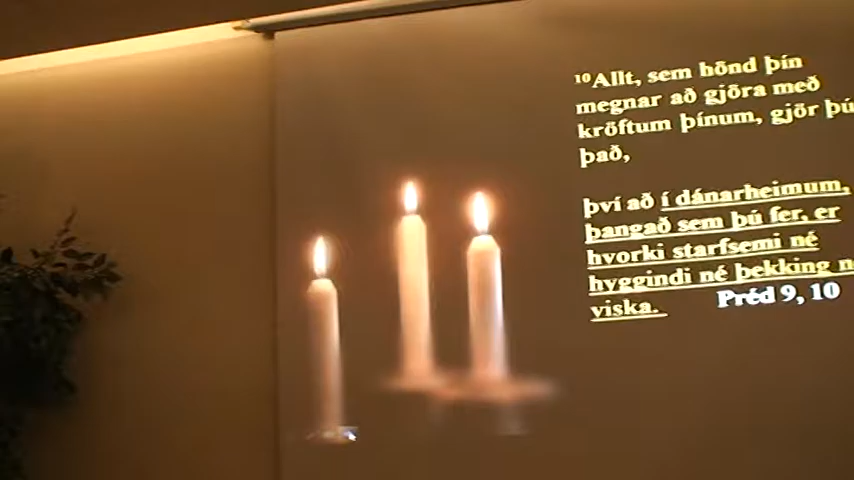 ¹⁰Allt, sem hönd þín
megnar að gjöra með
kröftum þínum, gjör þú
það,
því að í dánarheimum,
þangað sem þú fer, er
hvorki starfsemi né
hyggindi né þekking né
viska.
Préd 9, 10